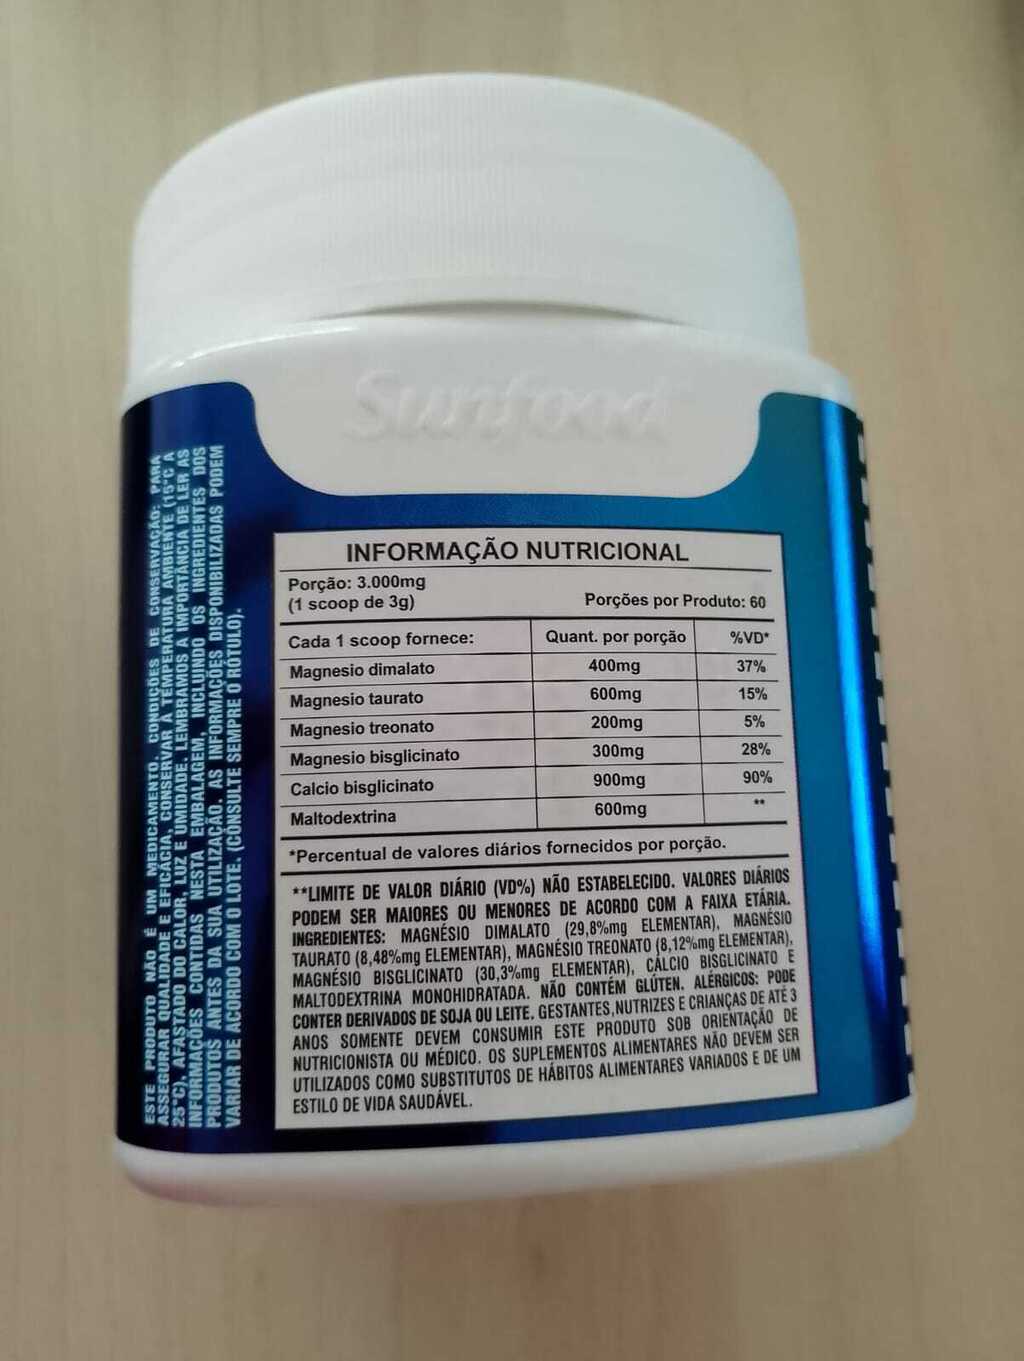 Sunfood
INFORMAÇÃO NUTRICIONAL
Porção: 3.000mg
(1 scoop de 3g) Porções por Produto: 60
Cada 1 scoop fornece: Quant. por porção %VD*
Magnesio dimalato 400mg 37%
Magnesio taurato 600mg 15%
Magnesio treonato 200mg 5%
Magnesio bisglicinato 300mg 28%
Calcio bisglicinato 900mg 90%
Maltodextrina 600mg **
*Percentual de valores diários fornecidos por porção.
**LIMITE DE VALOR DIÁRIO (VD%) NÃO ESTABELECIDO. VALORES DIÁRIOS
PODEM SER MAIORES OU MENORES DE ACORDO COM A FAIXA ETÁRIA.
INGREDIENTES: MAGNÉSIO DIMALATO (29,8%mg ELEMENTAR), MAGNÉSIO
TAURATO (8,48%mg ELEMENTAR), MAGNÉSIO TREONATO (8,12%mg ELEMENTAR),
MAGNÉSIO BISGLICINATO (30,3%mg ELEMENTAR), CÁLCIO BISGLICINATO E
MALTODEXTRINA MONOHIDRATADA. NÃO CONTÉM GLÚTEN. ALÉRGICOS: PODE
CONTER DERIVADOS DE SOJA OU LEITE. GESTANTES, NUTRIZES E CRIANÇAS DE ATÉ 3
ANOS SOMENTE DEVEM CONSUMIR ESTE PRODUTO SOB ORIENTAÇÃO DE
NUTRICIONISTA OU MÉDICO. OS SUPLEMENTOS ALIMENTARES NÃO DEVEM SER
UTILIZADOS COMO SUBSTITUTOS DE HÁBITOS ALIMENTARES VARIADOS E DE UM
ESTILO DE VIDA SAUDÁVEL.
ESTE PRODUTO NÃO É UM MEDICAMENTO. CONDIÇÕES DE CONSERVAÇÃO: PARA
ASSEGURAR QUALIDADE E EFICÁCIA, CONSERVAR À TEMPERATURA AMBIENTE (15°C A
25°C), AFASTADO DO CALOR, LUZ E UMIDADE. LEMBRAMOS A IMPORTÂNCIA DE LER AS
INFORMAÇÕES CONTIDAS NESTA EMBALAGEM, INCLUINDO OS INGREDIENTES DOS
PRODUTOS ANTES DA SUA UTILIZAÇÃO. AS INFORMAÇÕES DISPONIBILIZADAS PODEM
VARIAR DE ACORDO COM O LOTE. (CONSULTE SEMPRE O RÓTULO).